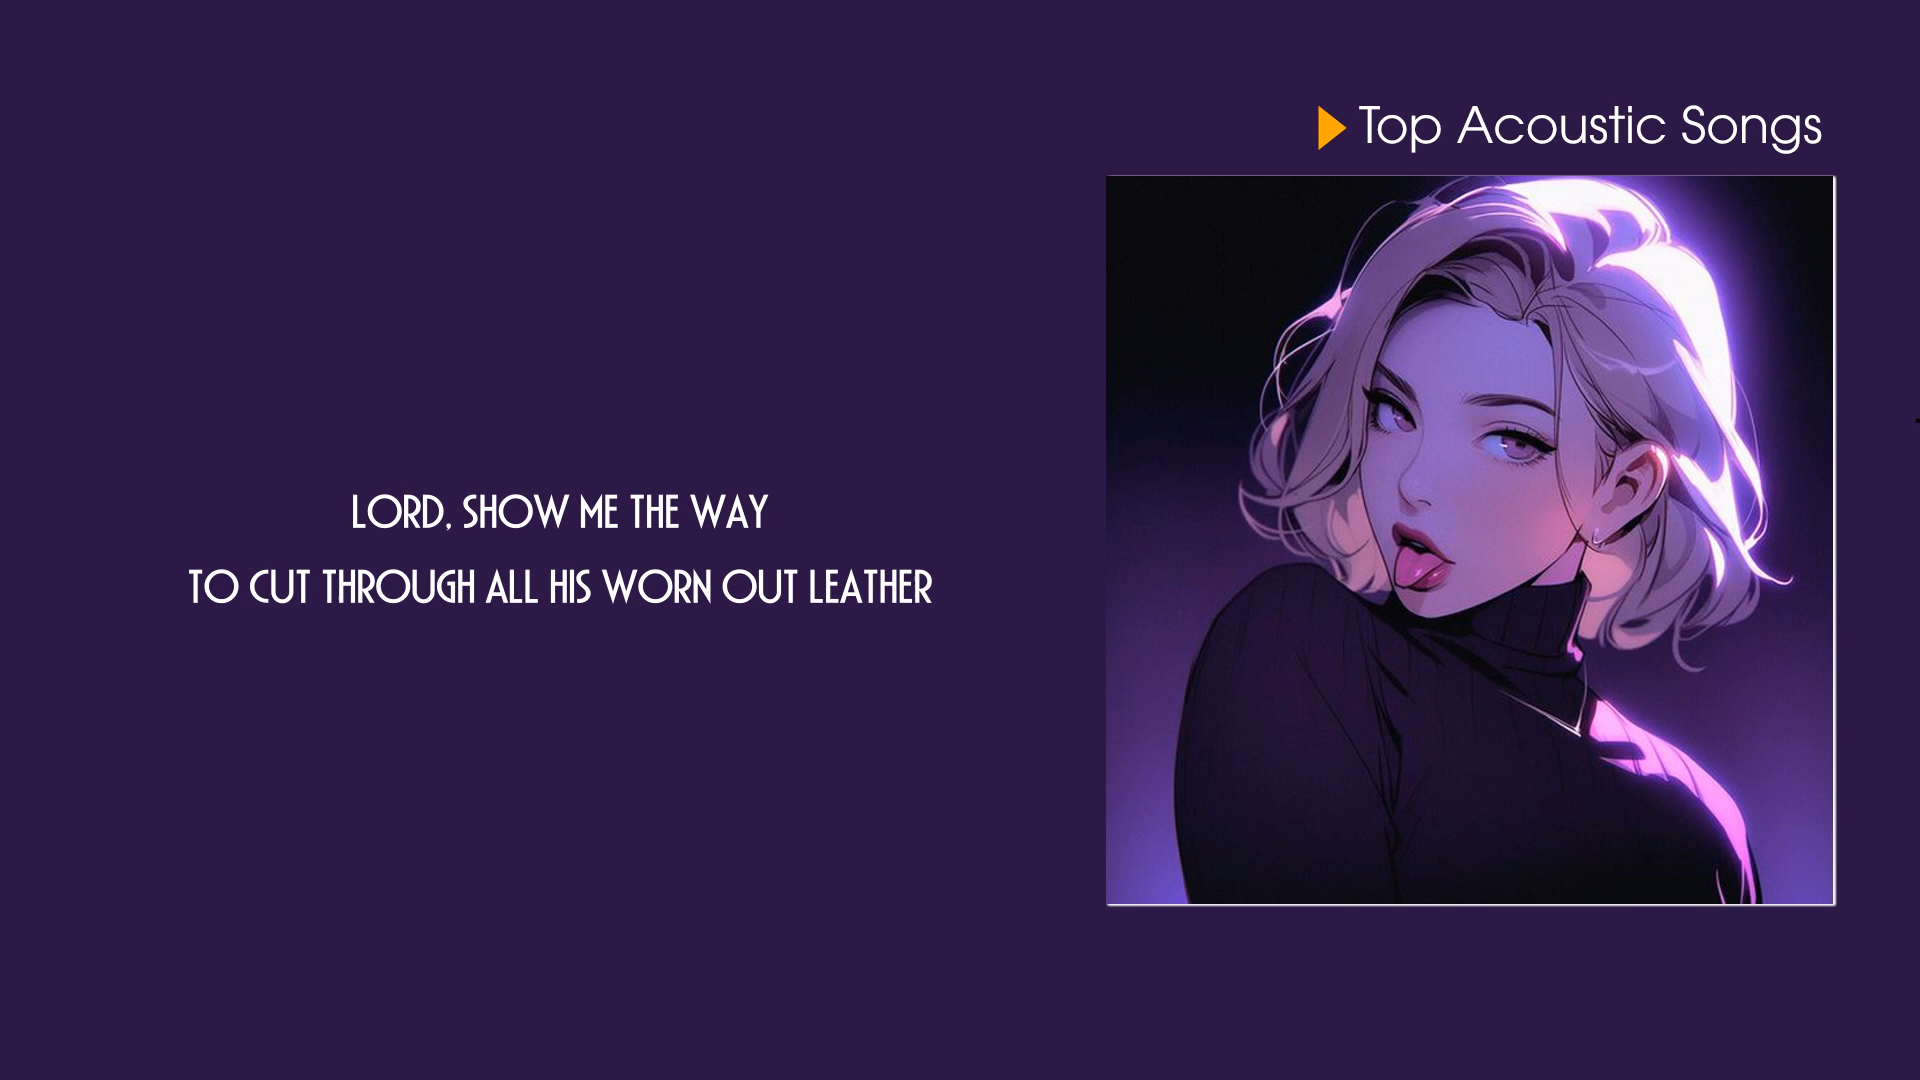 Top Acoustic Songs
LORD, SHOW ME THE WAY
TO CUT THROUGH ALL HIS WORN OUT LEATHER